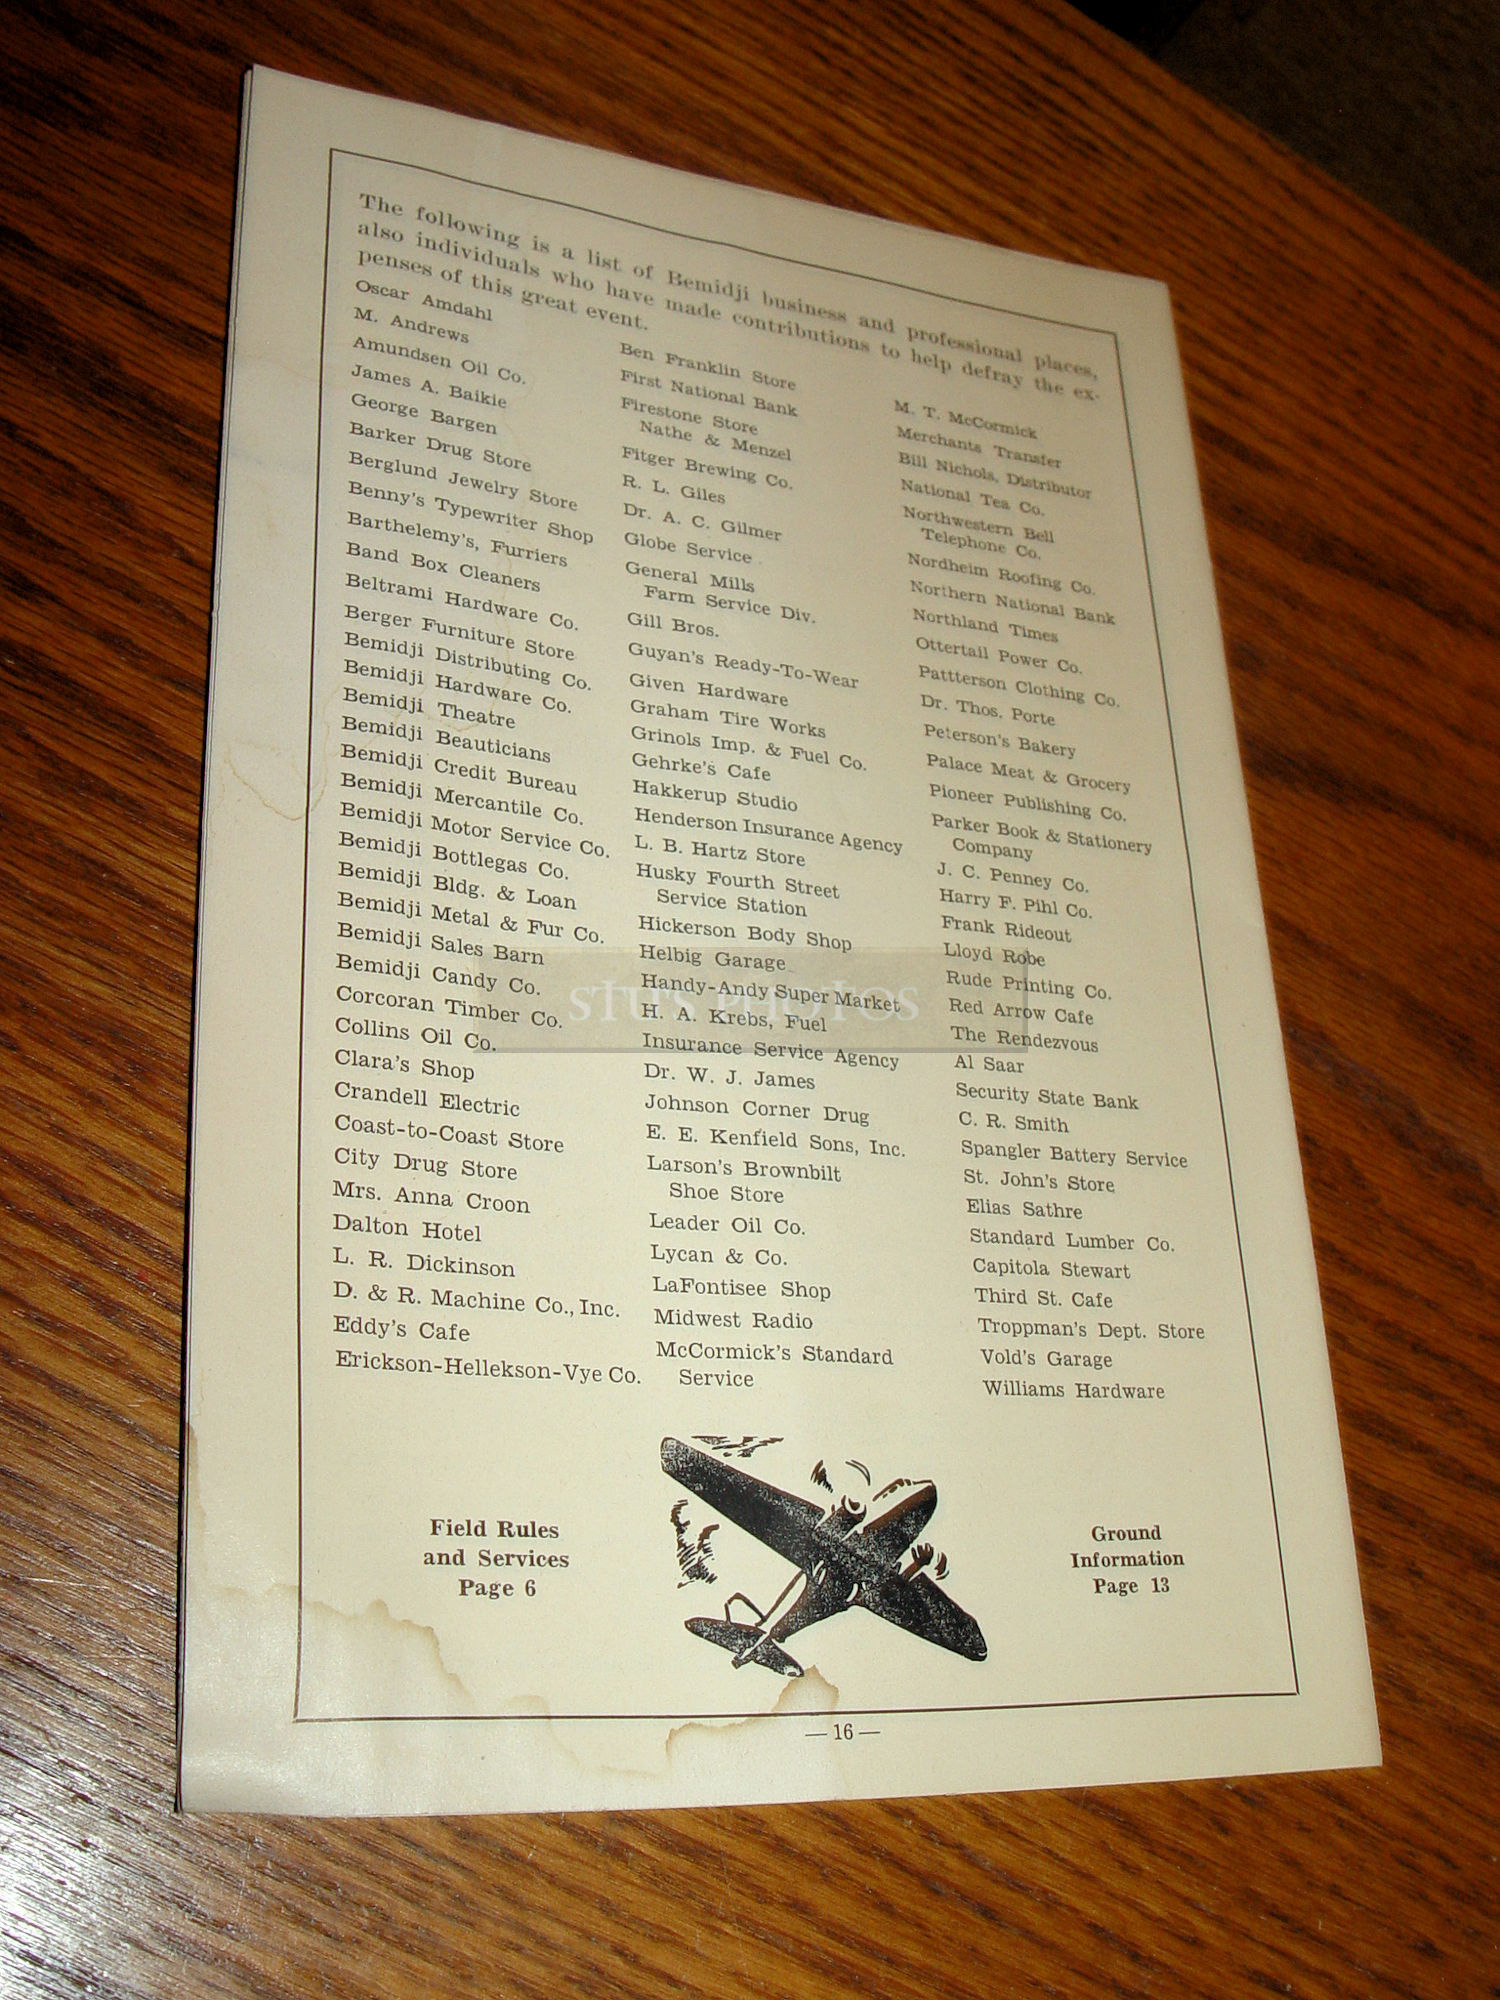 The following is a list of Bemidji business and professional places,
also individuals who have made contributions to help defray the ex-
penses of this great event.
Oscar Amdahl
M. Andrews
Amundsen Oil Co.
James A. Baikie
George Bargen
Barker Drug Store
Berglund Jewelry Store
Benny's Typewriter Shop
Barthelemy's, Furriers
Band Box Cleaners
Beltrami Hardware Co.
Berger Furniture Store
Bemidji Distributing Co.
Bemidji Hardware Co.
Bemidji Theatre
Bemidji Beauticians
Bemidji Credit Bureau
Bemidji Mercantile Co.
Bemidji Motor Service Co.
Bemidji Bottlegas Co.
Bemidji Bldg. & Loan
Bemidji Metal & Fur Co.
Bemidji Sales Barn
Bemidji Candy Co.
Corcoran Timber Co.
Collins Oil Co.
Clara's Shop
Crandell Electric
Coast-to-Coast Store
City Drug Store
Mrs. Anna Croon
Dalton Hotel
L. R. Dickinson
D. & R. Machine Co., Inc.
Eddy's Cafe
Erickson-Hellekson-Vye Co.
Ben Franklin Store
First National Bank
Firestone Store
Nathe & Menzel
Fitger Brewing Co.
R. L. Giles
Dr. A. C. Gilmer
Globe Service
General Mills
Farm Service Div.
Gill Bros.
Guyan's Ready-To-Wear
Given Hardware
Graham Tire Works
Grinols Imp. & Fuel Co.
Gehrke's Cafe
Hakkerup Studio
Henderson Insurance Agency
L. B. Hartz Store
Husky Fourth Street
Service Station
Hickerson Body Shop
Helbig Garage
Handy-Andy Super Market
H. A. Krebs, Fuel
Insurance Service Agency
Dr. W. J. James
Johnson Corner Drug
E. E. Kenfield Sons, Inc.
Larson's Brownbilt
Shoe Store
Leader Oil Co.
Lycan & Co.
LaFontisee Shop
Midwest Radio
McCormick's Standard
Service
M. T. McCormick
Merchants Transfer
Bill Nichols, Distributor
National Tea Co.
Northwestern Bell
Telephone Co.
Nordheim Roofing Co.
Northern National Bank
Northland Times
Ottertail Power Co.
Pattterson Clothing Co.
Dr. Thos. Porte
Peterson's Bakery
Palace Meat & Grocery
Pioneer Publishing Co.
Parker Book & Stationery
Company
J. C. Penney Co.
Harry F. Pihl Co.
Frank Rideout
Lloyd Robe
Rude Printing Co.
Red Arrow Cafe
The Rendezvous
Al Saar
Security State Bank
C. R. Smith
Spangler Battery Service
St. John's Store
Elias Sathre
Standard Lumber Co.
Capitola Stewart
Third St. Cafe
Troppman's Dept. Store
Vold's Garage
Williams Hardware
STU'S PHOTOS
Field Rules
and Services
Page 6
Ground
Information
Page 13
— 16 —